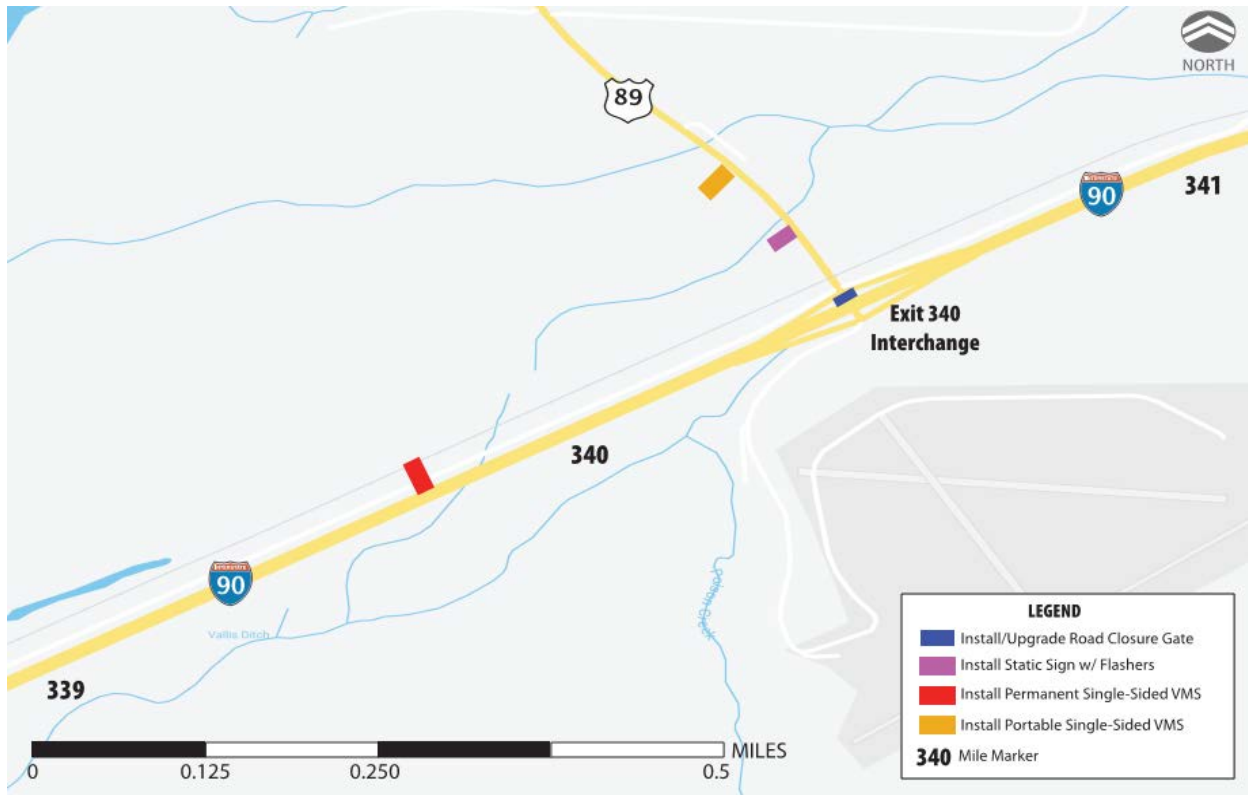 NORTH
89
90
341
Exit 340
Interchange
340
90
Vallis Ditch
Poison Creek
339
LEGEND
Install/Upgrade Road Closure Gate
Install Static Sign w/ Flashers
Install Permanent Single-Sided VMS
Install Portable Single-Sided VMS
340 Mile Marker
MILES
0
0.125
0.250
0.5